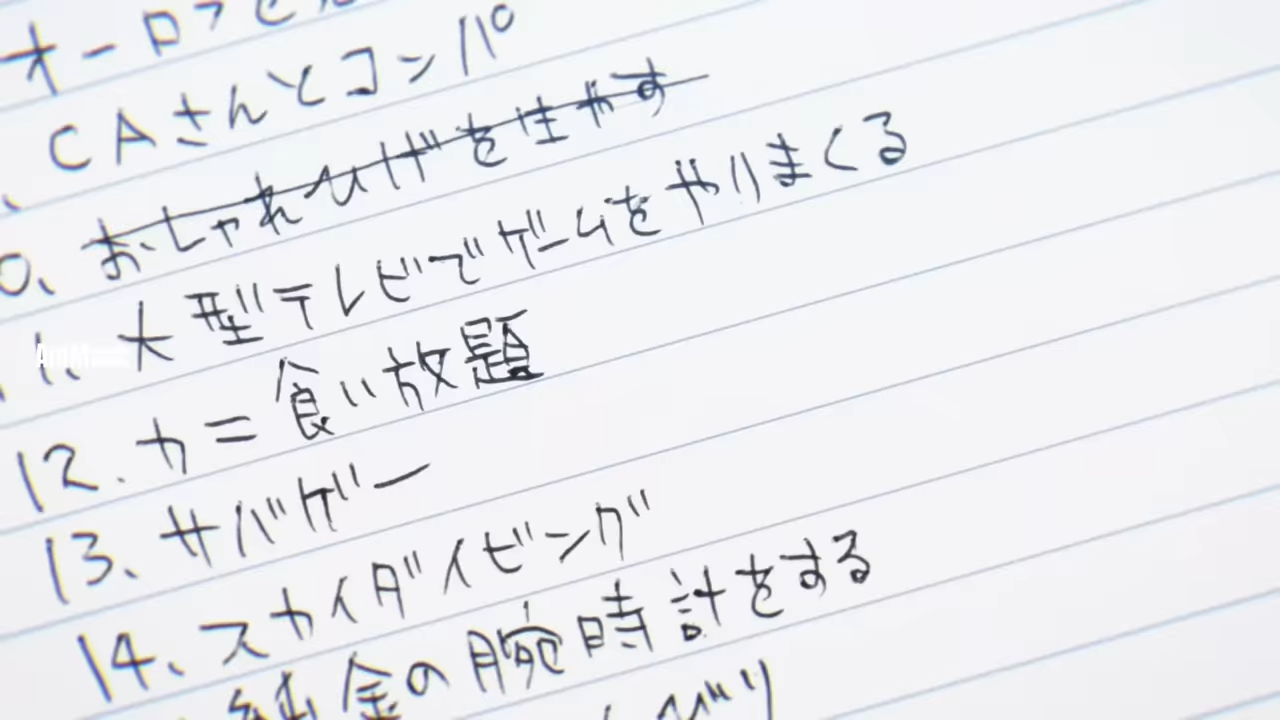 オーロラ
、CAさんとコンパ
0、おしゃれひげを生やす
11、大型テレビでゲームをやりまくる
12、カニ食い放題
13、サバゲー
14、スカイダイビング
純金の腕時計をする